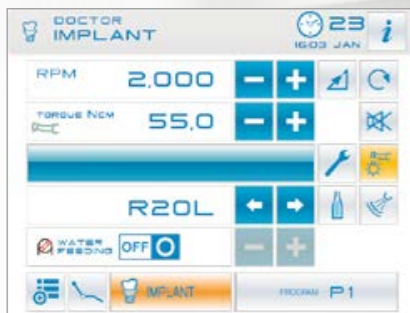 DOCTOR
IMPLANT
23
16:03 JAN
i
RPM 2,000
TORQUE NCM 55,0
R20L
WATER FEEDING OFF
IMPLANT
PROGRAM P1